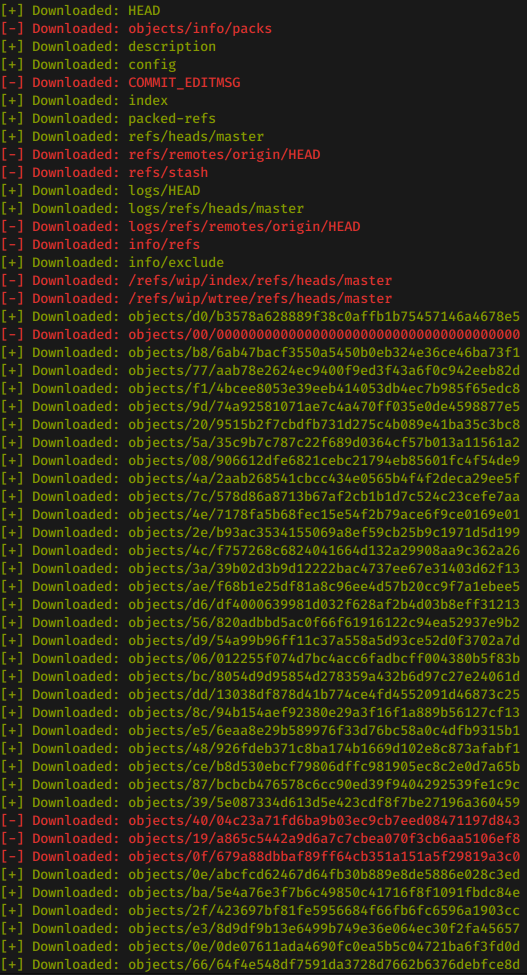 [+] Downloaded: HEAD
[-] Downloaded: objects/info/packs
[+] Downloaded: description
[+] Downloaded: config
[-] Downloaded: COMMIT_EDITMSG
[+] Downloaded: index
[+] Downloaded: packed-refs
[+] Downloaded: refs/heads/master
[-] Downloaded: refs/remotes/origin/HEAD
[-] Downloaded: refs/stash
[+] Downloaded: logs/HEAD
[+] Downloaded: logs/refs/heads/master
[-] Downloaded: logs/refs/remotes/origin/HEAD
[-] Downloaded: info/refs
[+] Downloaded: info/exclude
[-] Downloaded: /refs/wip/index/refs/heads/master
[-] Downloaded: /refs/wip/wtree/refs/heads/master
[+] Downloaded: objects/d0/b3578a628889f38c0affb1b75457146a4678e5
[-] Downloaded: objects/00/00000000000000000000000000000000000000
[+] Downloaded: objects/b8/6ab47bacf3550a5450b0eb324e36ce46ba73f1
[+] Downloaded: objects/77/aab78e2624ec9400f9ed3f43a6f0c942eeb82d
[+] Downloaded: objects/f1/4bcee8053e39eeb414053db4ec7b985f65edc8
[+] Downloaded: objects/9d/74a92581071ae7c4a470ff035e0de4598877e5
[+] Downloaded: objects/20/9515b2f7cbdfb731d275c4b089e41ba35c3bc8
[+] Downloaded: objects/5a/35c9b7c787c22f689d0364cf57b013a11561a2
[+] Downloaded: objects/08/906612dfe6821cebc21794eb85601fc4f54de9
[+] Downloaded: objects/4a/2aab268541cbcc434e0565b4f4f2deca29ee5f
[+] Downloaded: objects/7c/578d86a8713b67af2cb1b1d7c524c23cefe7aa
[+] Downloaded: objects/4e/7178fa5b68fec15e54f2b79ace6f9ce0169e01
[+] Downloaded: objects/2e/b93ac3534155069a8ef59cb25b9c1971d5d199
[+] Downloaded: objects/4c/f757268c6824041664d132a29908aa9c362a26
[+] Downloaded: objects/3a/39b02d3b9d12222bac4737ee67e31403d62f13
[+] Downloaded: objects/ae/f68b1e25df81a8c96ee4d57b20cc9f7a1ebee5
[+] Downloaded: objects/d6/df4000639981d032f628af2b4d03b8eff31213
[+] Downloaded: objects/56/820adbbd5ac0f66f61916122c94ea52937e9b2
[+] Downloaded: objects/d9/54a99b96ff11c37a558a5d93ce52d0f3702a7d
[+] Downloaded: objects/06/012255f074d7bc4acc6fadbcff004380b5f83b
[+] Downloaded: objects/bc/8054d9d95854d278359a432b6d97c27e24061d
[+] Downloaded: objects/dd/13038df878d41b774ce4fd4552091d46873c25
[+] Downloaded: objects/8c/94b154aef92380e29a3f16f1a889b56127cf13
[+] Downloaded: objects/e5/6eaa8e29b589976f33d76bc58a0c4dfb9315b1
[+] Downloaded: objects/48/926fdeb371c8ba174b1669d102e8c873afabf1
[+] Downloaded: objects/ce/b8d530ebcf79806dffc981905ec8c2e0d7a65b
[+] Downloaded: objects/87/bcbcb476578c6cc90ed39f9404292539fe1c9c
[+] Downloaded: objects/39/5e087334d613d5e423cdf8f7be27196a360459
[-] Downloaded: objects/40/04c23a71fd6ba9b03ec9cb7eed08471197d843
[-] Downloaded: objects/19/a865c5442a9d6a7c7cbea070f3cb6aa5106ef8
[-] Downloaded: objects/0f/679a88dbbaf89ff64cb351a151a5f29819a3c0
[+] Downloaded: objects/0e/abcfcd62467d64fb30b889e8de5886e028c3ed
[+] Downloaded: objects/ba/5e4a76e3f7b6c49850c41716f8f1091fbdc84e
[+] Downloaded: objects/2f/423697bf81fe5956684f66fb6fc6596a1903cc
[+] Downloaded: objects/e3/8d9df9b13e6499b749e36e064ec30f2fa45657
[+] Downloaded: objects/0e/0de07611ada4690fc0ea5b5c04721ba6f3fd0d
[+] Downloaded: objects/66/64f4e548df7591da3728d7662b6376debfce8d